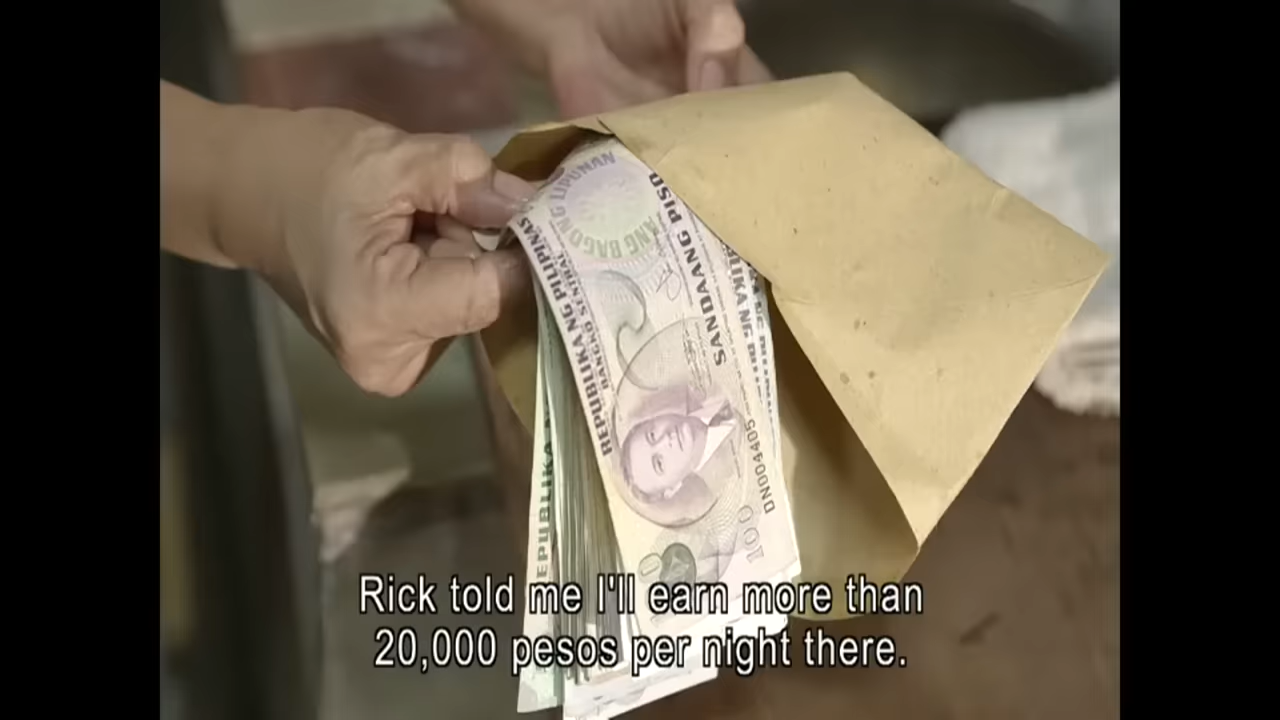 ANG BAGONG LIPUNAN
REPUBLIKA NG PILIPINAS
BANGKO SENTRAL
SANDAANG PISO
DN004405
100
REPUBLIKA
Rick told me I'll earn more than
20,000 pesos per night there.